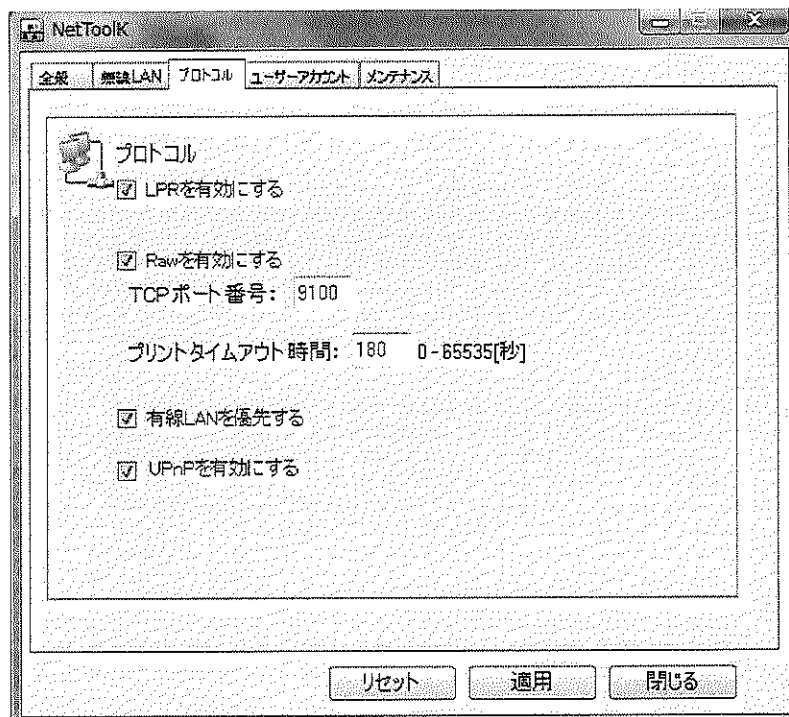 NetToolK
全般 無線LAN プロトコル ユーザーアカウント メンテナンス
プロトコル
LPRを有効にする
Rawを有効にする
TCPポート番号: 9100
プリントタイムアウト時間: 180 0-65535[秒]
有線LANを優先する
UPnPを有効にする
リセット 適用 閉じる